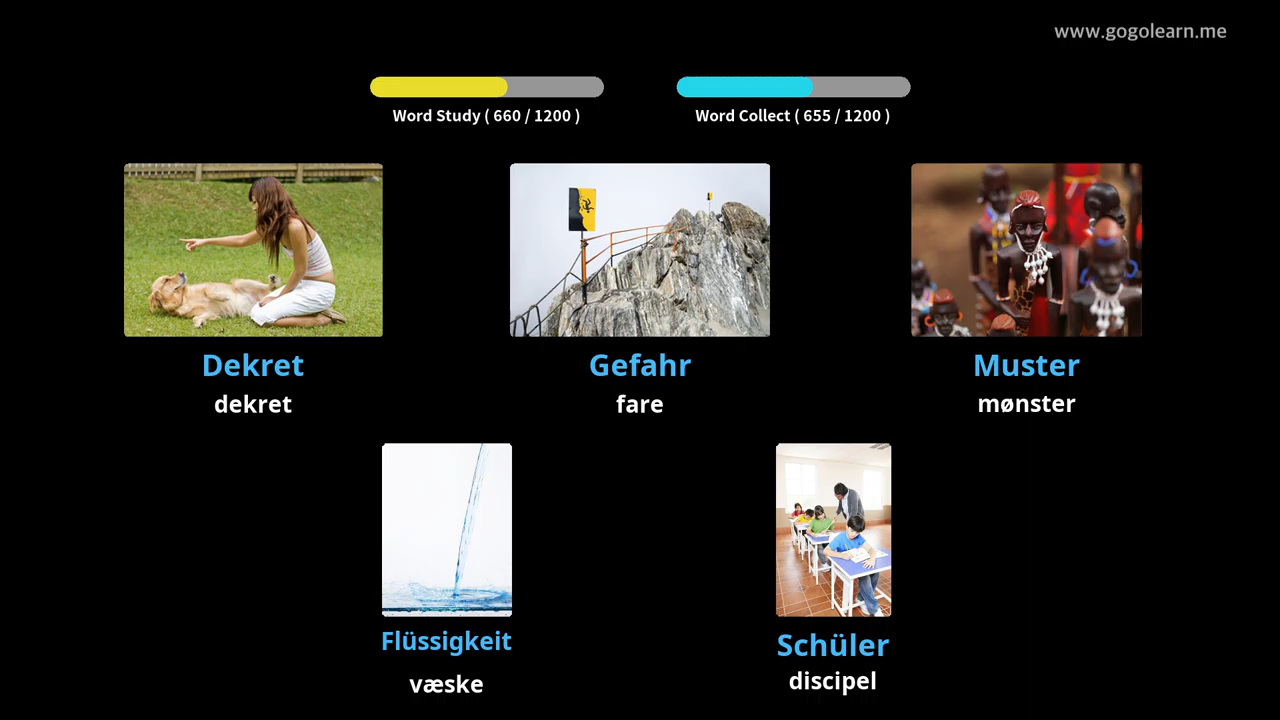 www.gogolearn.me
Word Study ( 660 / 1200 )
Word Collect ( 655 / 1200 )
Dekret
dekret
Gefahr
fare
Muster
mønster
Flüssigkeit
væske
Schüler
discipel